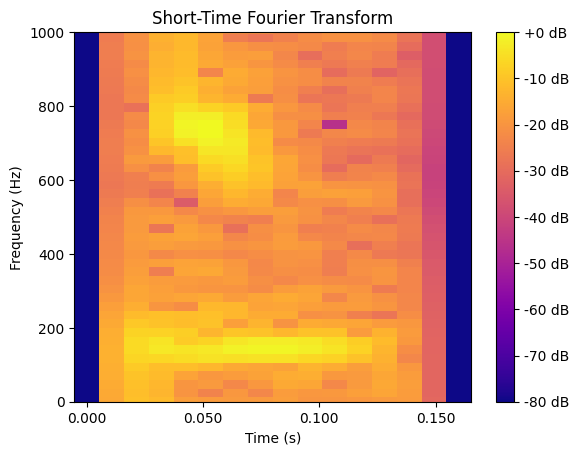 Short-Time Fourier Transform
Frequency (Hz)
1000
800
600
400
200
0
0.000
0.050
0.100
0.150
Time (s)
+0 dB
-10 dB
-20 dB
-30 dB
-40 dB
-50 dB
-60 dB
-70 dB
-80 dB